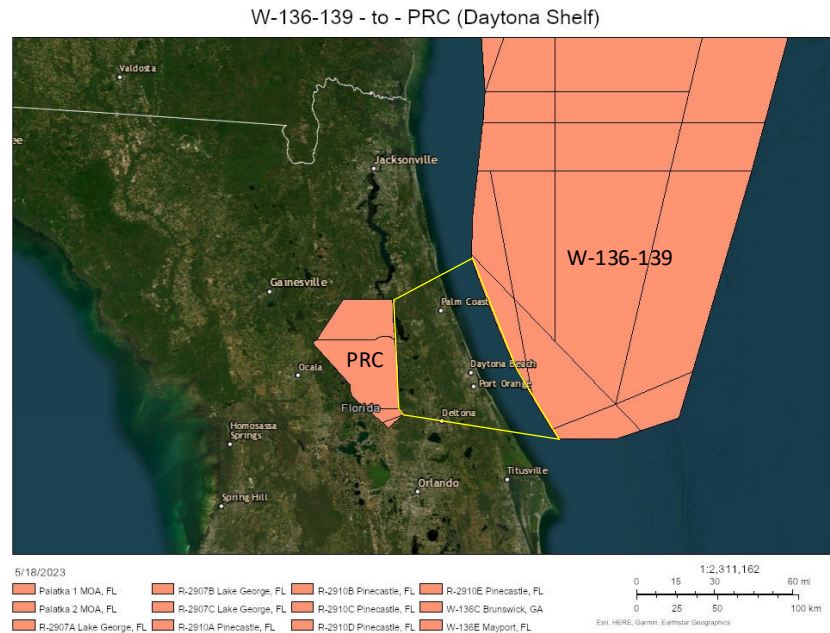 W-136-139 - to - PRC (Daytona Shelf)
Valdosta
ee
Jacksonville
W-136-139
Gainesville
Palm Coast
PRC
Ocala
Daytona Beach
Port Orange
Florida
Deltona
Homosassa
Springs
Titusville
Orlando
Spring Hill
5/18/2023
1:2,311,162
0 15 30 60 mi
0 25 50 100 km
Esri, HERE, Garmin, Earthstar Geographics
Palatka 1 MOA, FL
R-2907B Lake George, FL
R-2910B Pinecastle, FL
R-2910E Pinecastle, FL
Palatka 2 MOA, FL
R-2907C Lake George, FL
R-2910C Pinecastle, FL
W-136C Brunswick, GA
R-2907A Lake George, FL
R-2910A Pinecastle, FL
R-2910D Pinecastle, FL
W-136E Mayport, FL